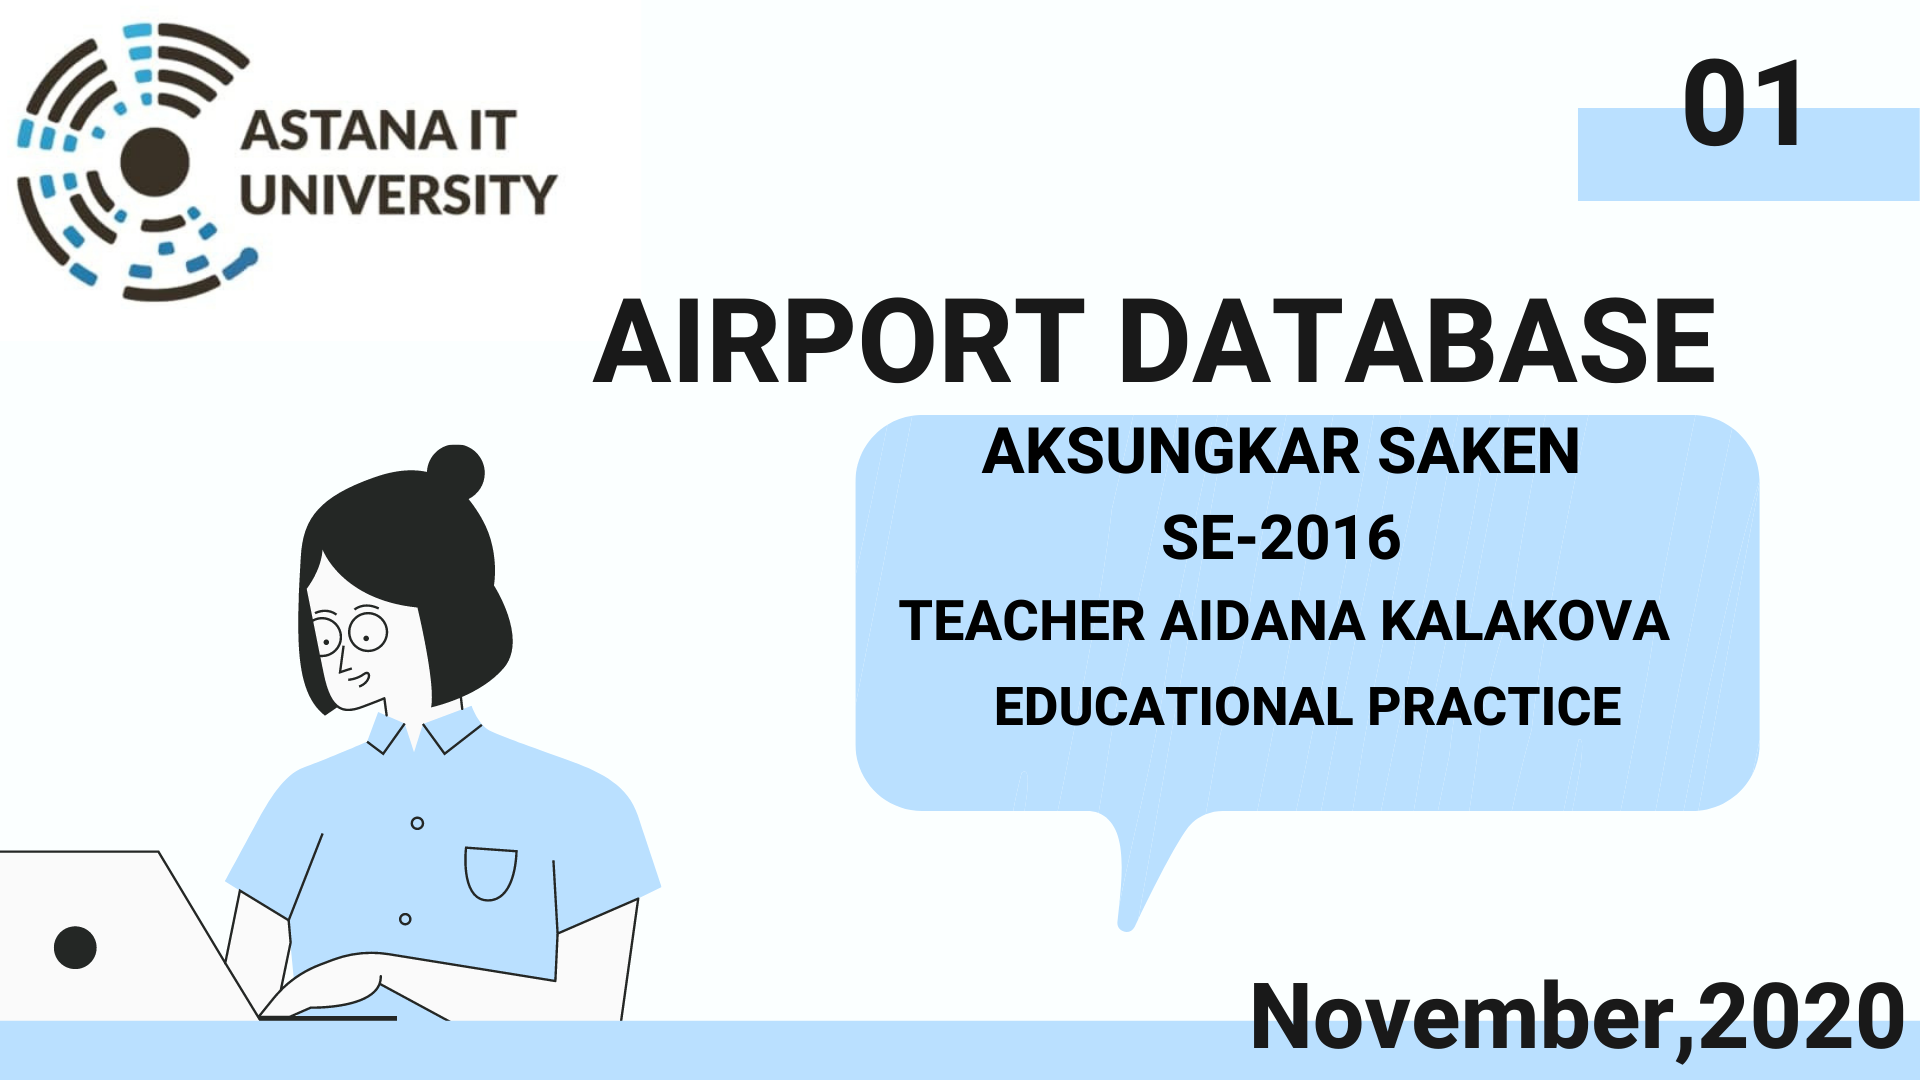 ASTANA IT
UNIVERSITY
01
AIRPORT DATABASE
AKSUNGKAR SAKEN
SE-2016
TEACHER AIDANA KALAKOVA
EDUCATIONAL PRACTICE
November,2020